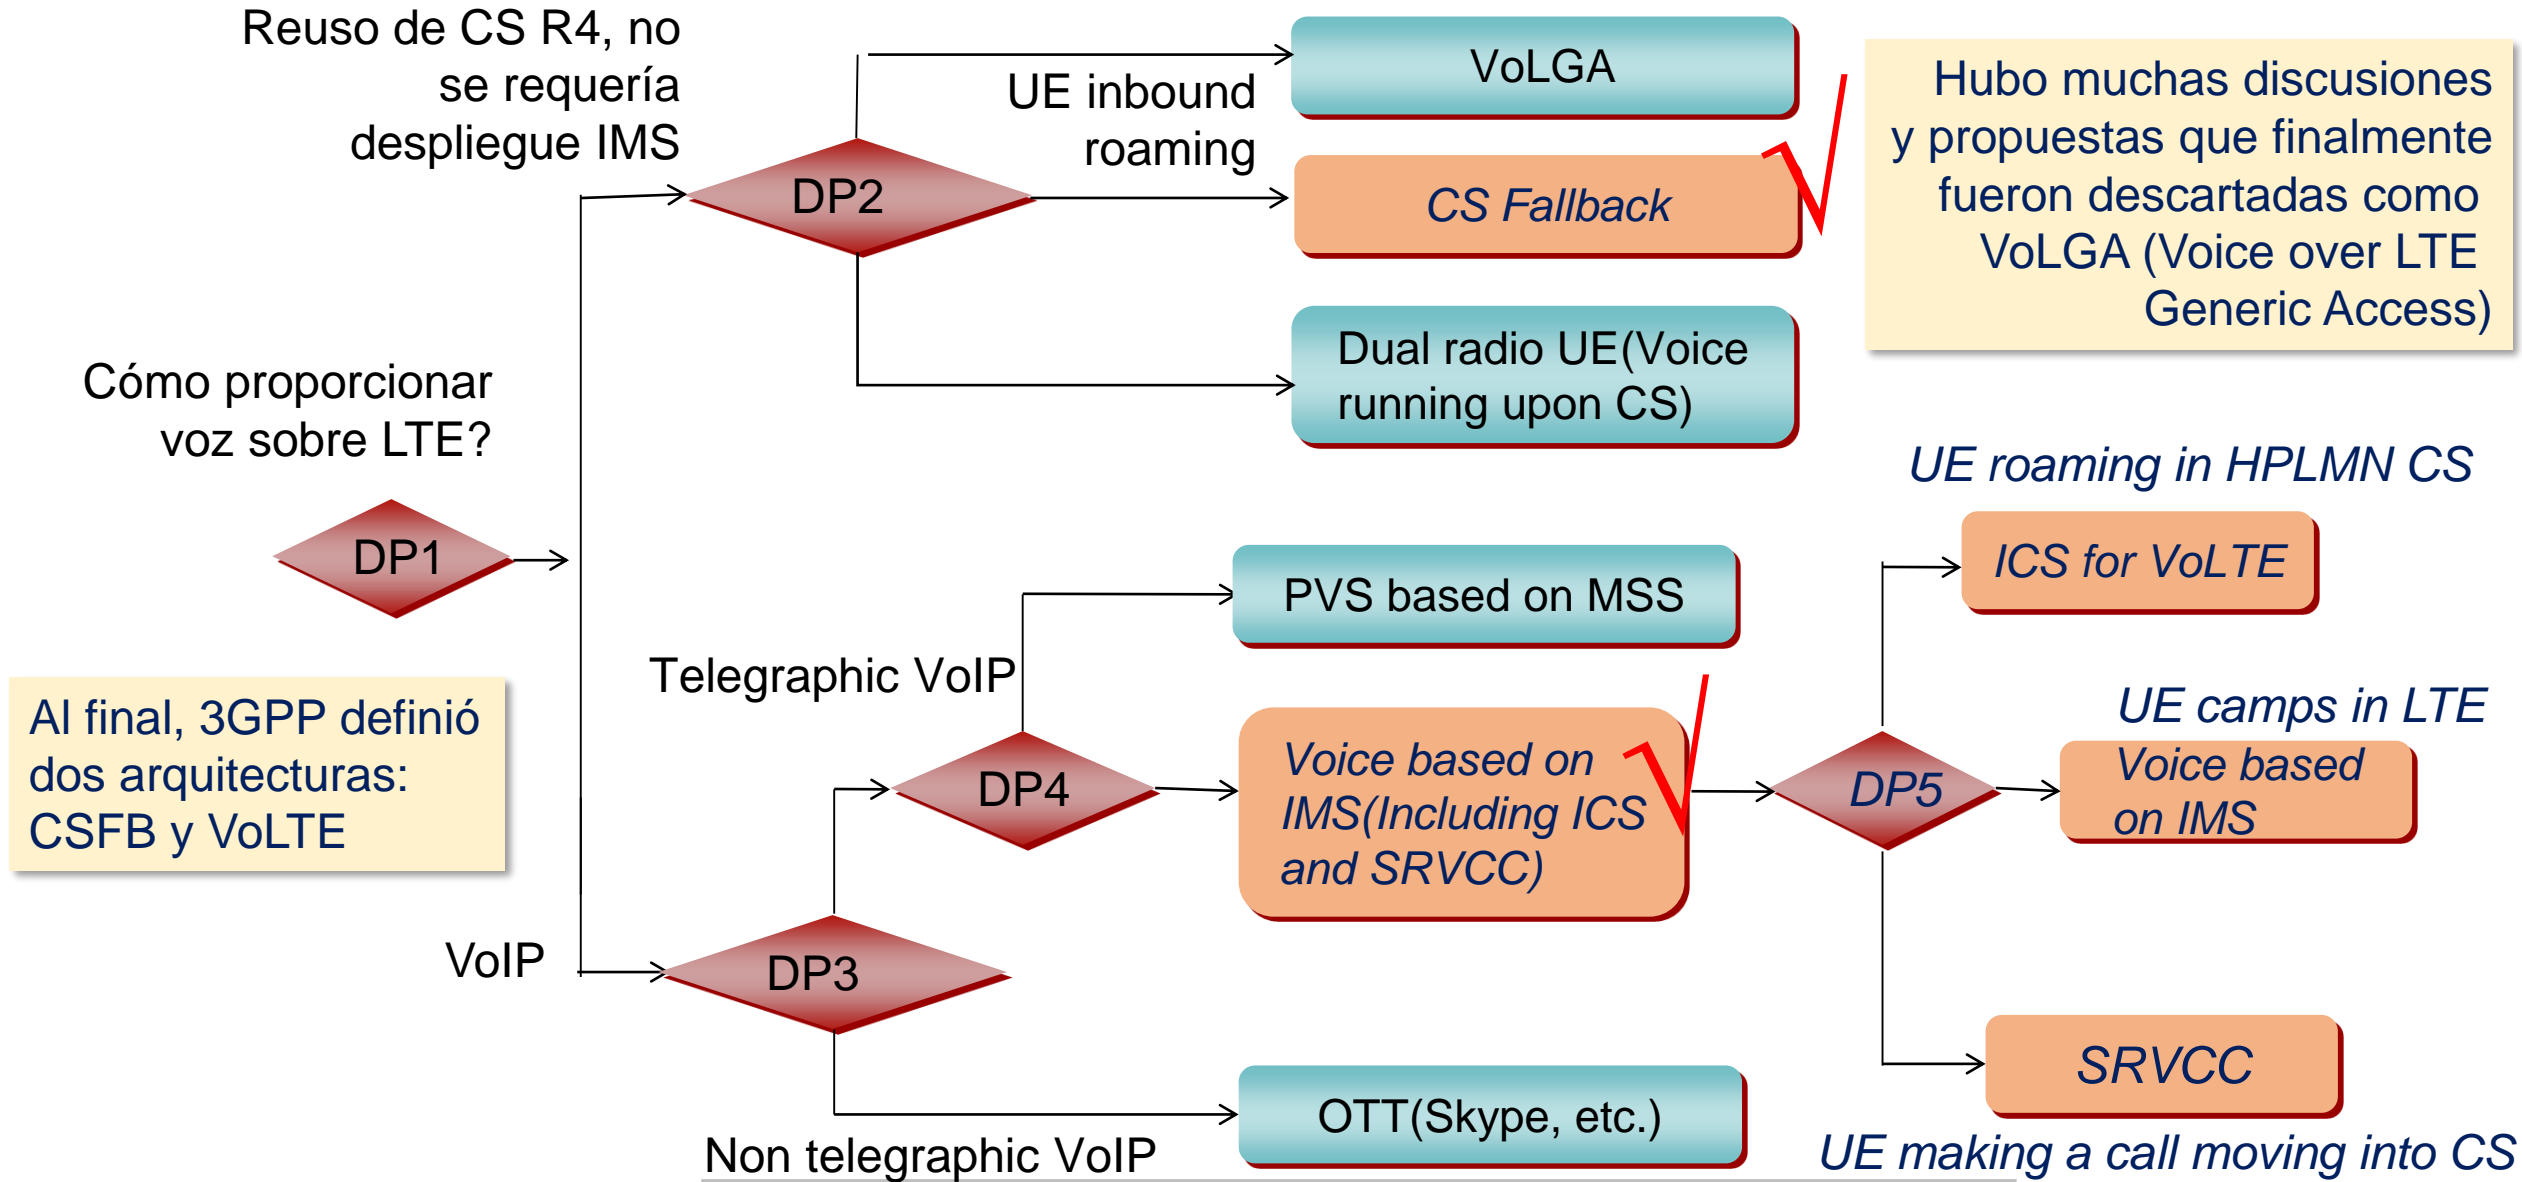 Reuso de CS R4, no
se requería
despliegue IMS
DP2
UE inbound
roaming
VoLGA
CS Fallback
Dual radio UE(Voice
running upon CS)
Hubo muchas discusiones
y propuestas que finalmente
fueron descartadas como
VoLGA (Voice over LTE
Generic Access)
Cómo proporcionar
voz sobre LTE?
DP1
Al final, 3GPP definió
dos arquitecturas:
CSFB y VoLTE
VoIP
DP3
Telegraphic VoIP
DP4
PVS based on MSS
Voice based on
IMS(Including ICS
and SRVCC)
OTT(Skype, etc.)
Non telegraphic VoIP
DP5
UE roaming in HPLMN CS
ICS for VoLTE
UE camps in LTE
Voice based
on IMS
SRVCC
UE making a call moving into CS